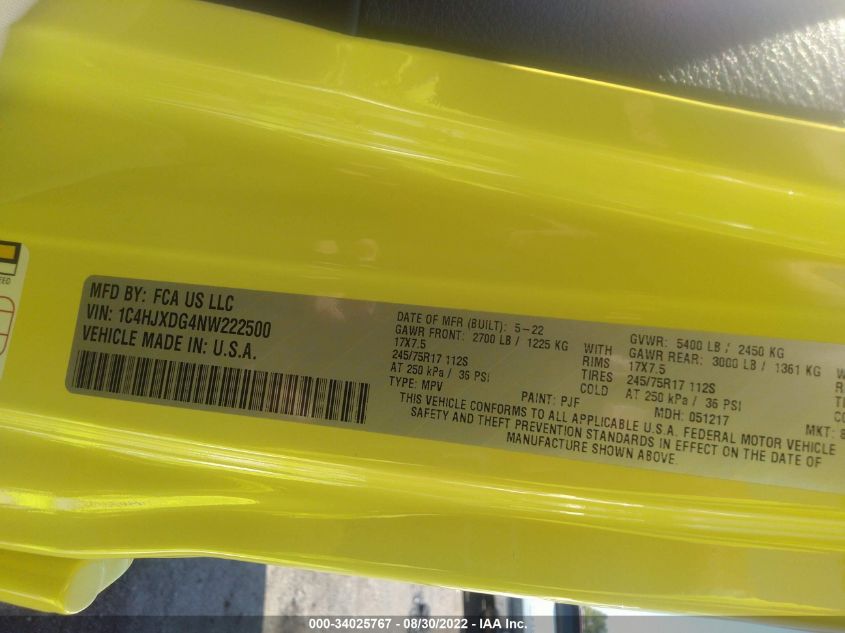 EED
MFD BY: FCA US LLC
VIN: 1C4HJXDG4NW222500
VEHICLE MADE IN: U.S.A.
DATE OF MFR (BUILT): 5-22
GAWR FRONT: 2700 LB / 1225 KG WITH
17X7.5 RIMS
245/75R17 112S TIRES
AT 250 kPa / 36 PSI COLD
TYPE: MPV
PAINT: PJF
GVWR: 5400 LB / 2450 KG
GAWR REAR: 3000 LB / 1361 KG
17X7.5
245/75R17 112S
AT 250 kPa / 36 PSI
MDH: 051217
MKT: 8
THIS VEHICLE CONFORMS TO ALL APPLICABLE U.S.A. FEDERAL MOTOR VEHICLE
SAFETY AND THEFT PREVENTION STANDARDS IN EFFECT ON THE DATE OF
MANUFACTURE SHOWN ABOVE.
000-34025767 - 08/30/2022 - IAA Inc.